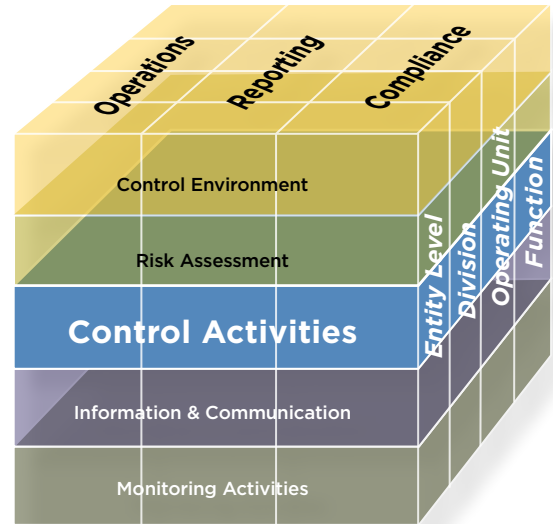 Operations
Reporting
Compliance
Control Environment
Risk Assessment
Control Activities
Information & Communication
Monitoring Activities
Entity Level
Division
Operating Unit
Function